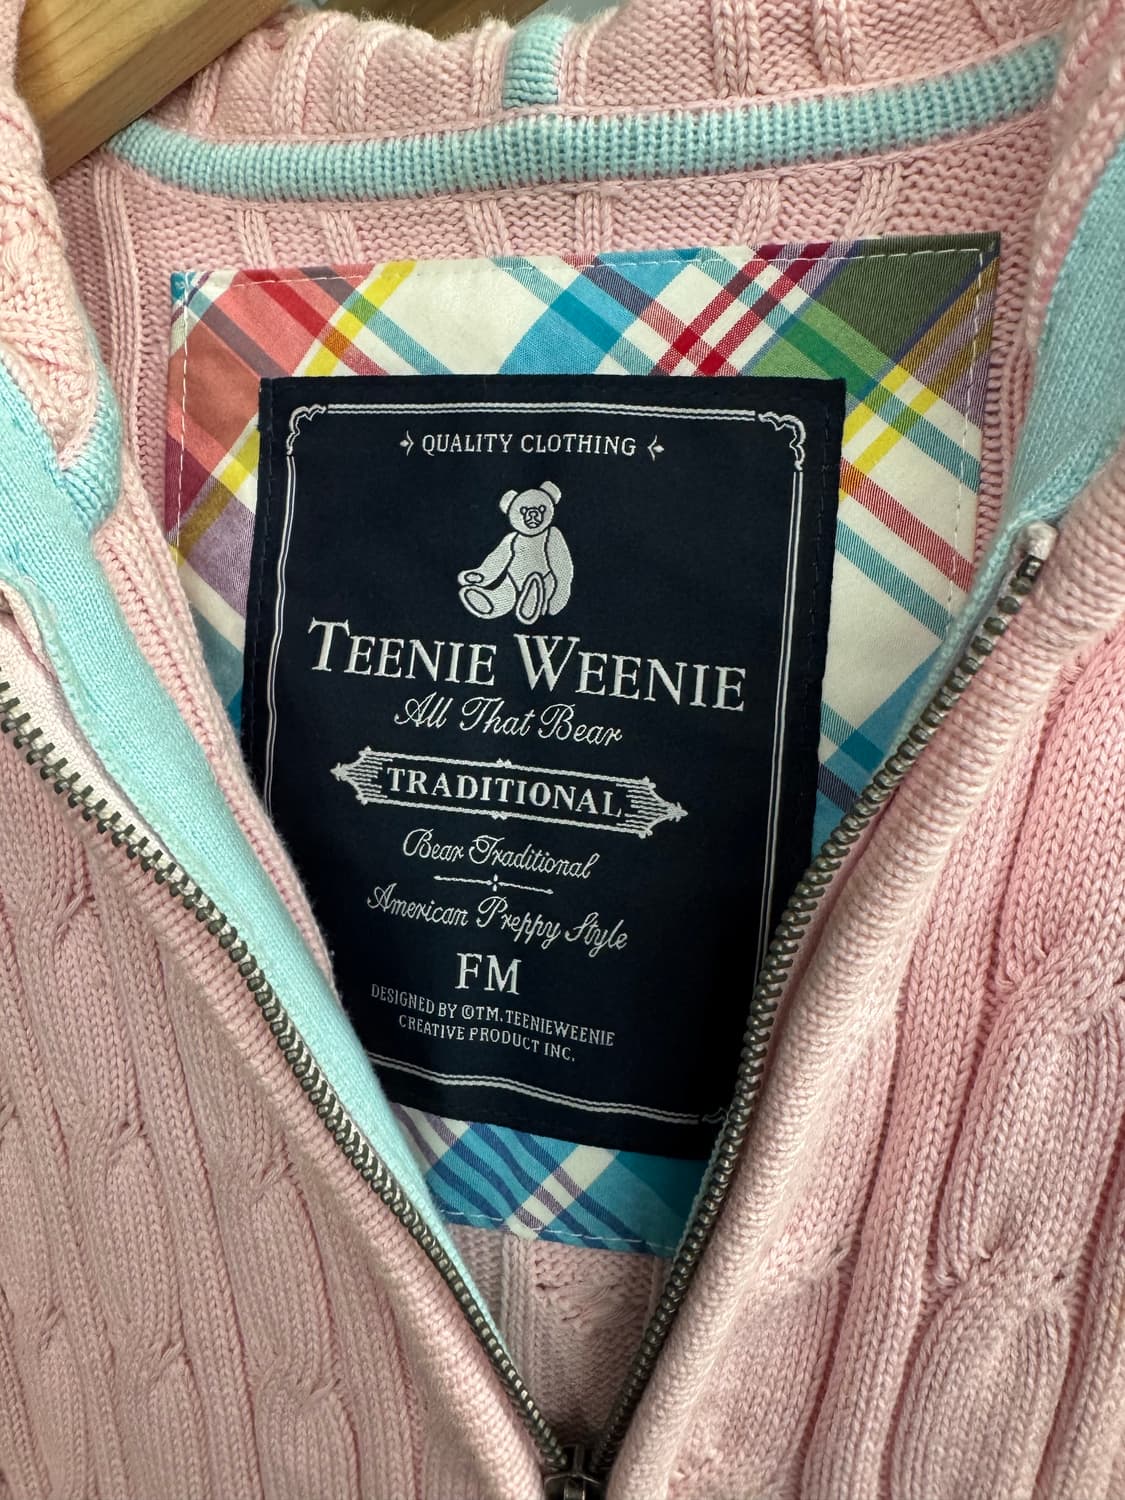 QUALITY CLOTHING
TEENIE WEENIE
All That Bear
TRADITIONAL
Bear Traditional
American Preppy Style
FM
DESIGNED BY ©TM. TEENIEWEENIE
CREATIVE PRODUCT INC.